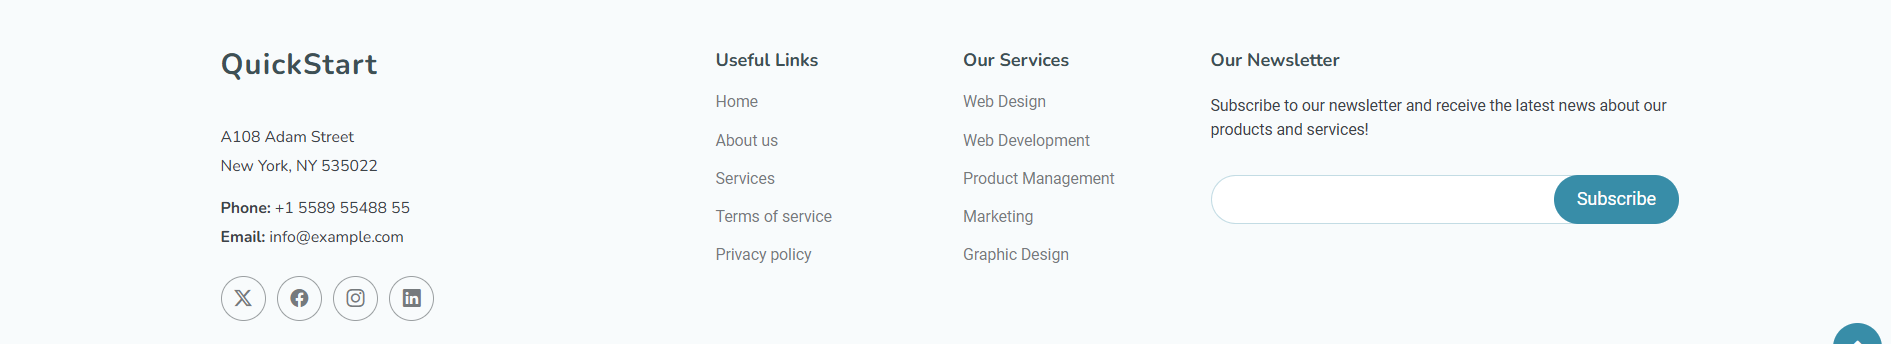 QuickStart
A108 Adam Street
New York, NY 535022
Phone: +1 5589 55488 55
Email: info@example.com
Useful Links
Home
About us
Services
Terms of service
Privacy policy
Our Services
Web Design
Web Development
Product Management
Marketing
Graphic Design
Our Newsletter
Subscribe to our newsletter and receive the latest news about our
products and services!
Subscribe